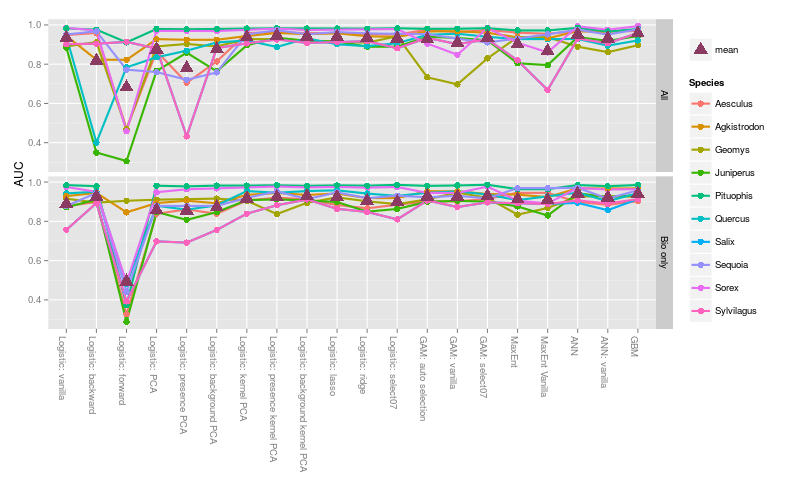 1.0
0.8
0.6
0.4
All
1.0
0.8
0.6
0.4
Bio only
AUC
Logistic: vanilla
Logistic: backward
Logistic: forward
Logistic: PCA
Logistic: presence PCA
Logistic: background PCA
Logistic: kernel PCA
Logistic: presence kernel PCA
Logistic: background kernel PCA
Logistic: lasso
Logistic: ridge
Logistic: select07
GAM: auto selection
GAM: vanilla
GAM: select07
MaxEnt
MaxEnt Vanilla
ANN
ANN: vanilla
GBM
mean
Species
Aesculus
Agkistrodon
Geomys
Juniperus
Pituophis
Quercus
Salix
Sequoia
Sorex
Sylvilagus